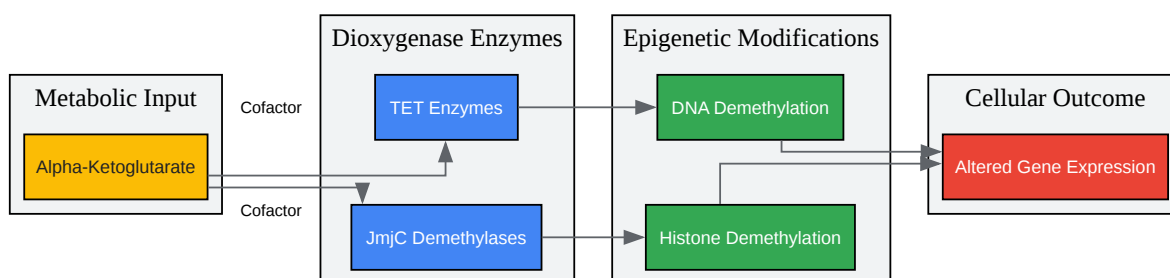 Metabolic Input
Alpha-Ketoglutarate
Cofactor
Cofactor
Dioxygenase Enzymes
TET Enzymes
JmjC Demethylases
Epigenetic Modifications
DNA Demethylation
Histone Demethylation
Cellular Outcome
Altered Gene Expression